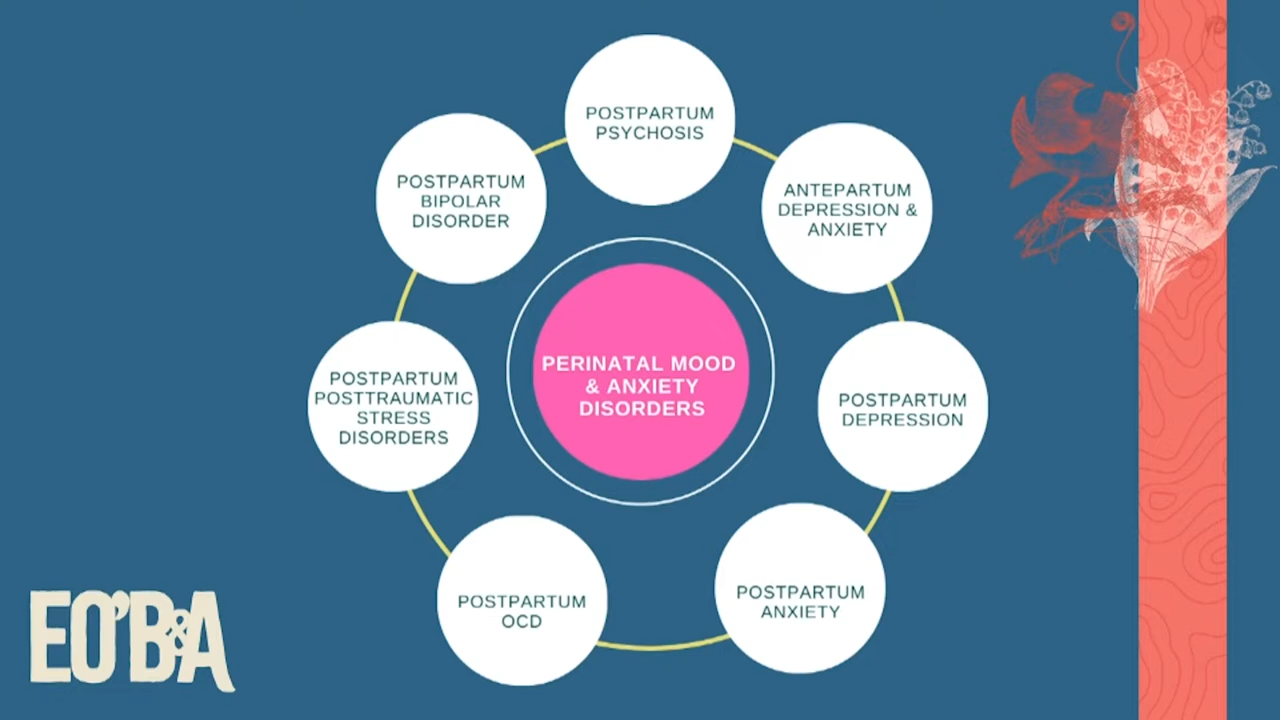 POSTPARTUM
PSYCHOSIS
ANTEPARTUM
DEPRESSION &
ANXIETY
POSTPARTUM
DEPRESSION
POSTPARTUM
ANXIETY
POSTPARTUM
OCD
POSTPARTUM
POSTTRAUMATIC
STRESS
DISORDERS
POSTPARTUM
BIPOLAR
DISORDER
PERINATAL MOOD
& ANXIETY
DISORDERS
EO'B&A